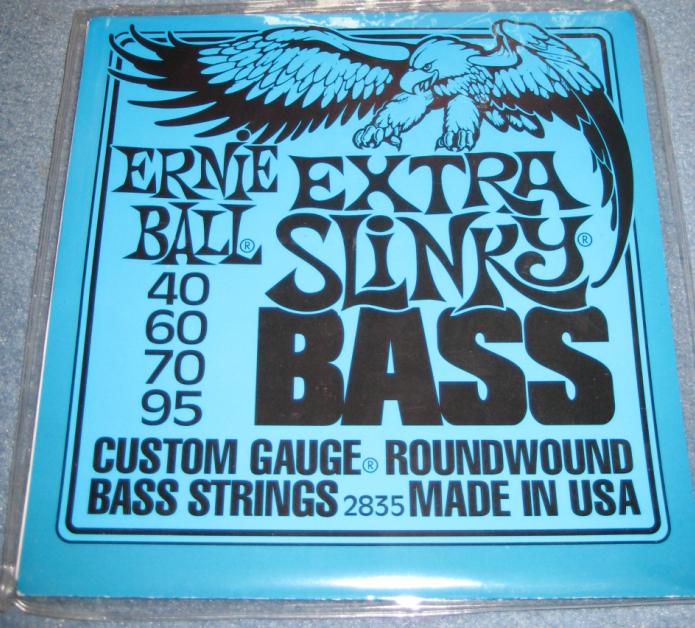 ERNIE
BALL®
EXTRA
SLINKY®
BASS
40
60
70
95
CUSTOM GAUGE® ROUNDWOUND
BASS STRINGS 2835 MADE IN USA